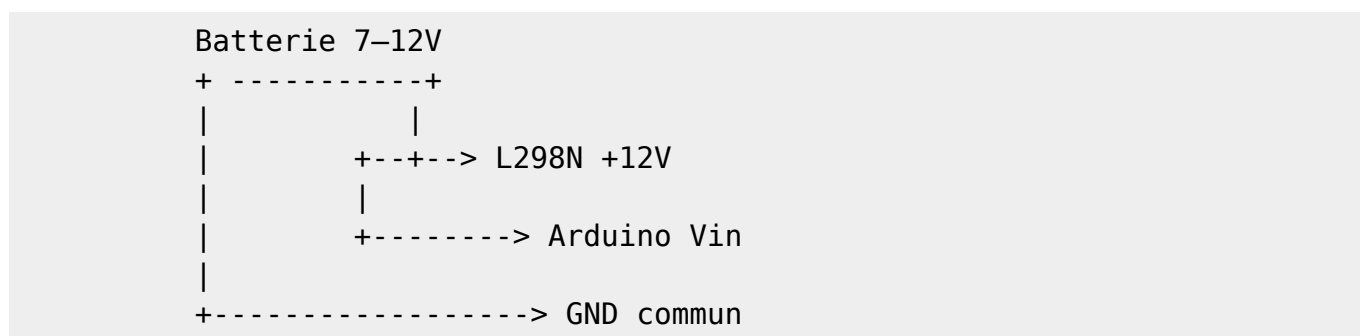 Batterie 7–12V
+ -----------+
|            |
|        +--+--> L298N +12V
|        |
|        +--------> Arduino Vin
|
+------------------> GND commun